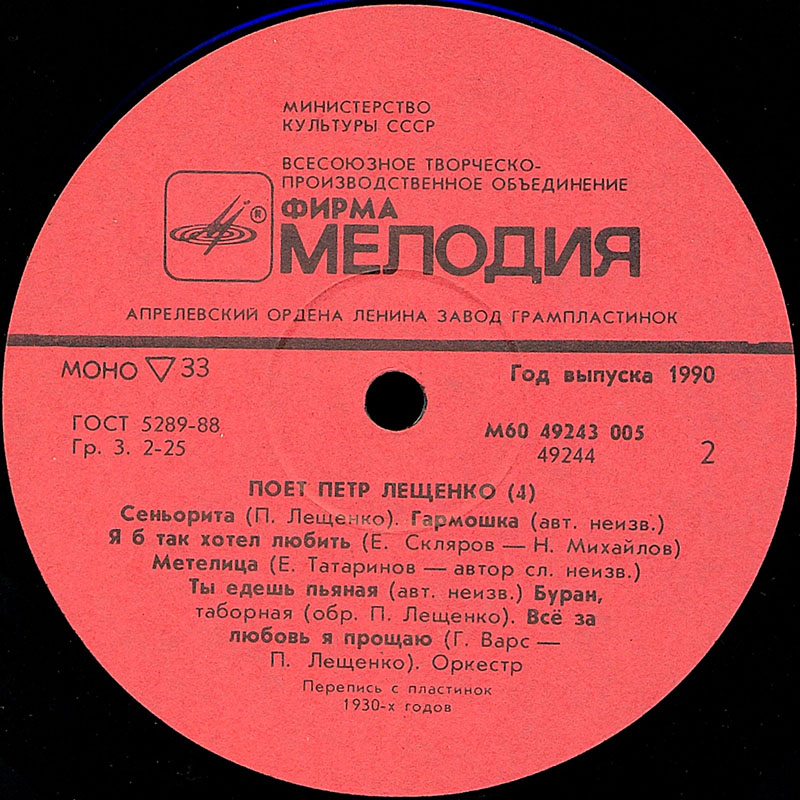 МИНИСТЕРСТВО
КУЛЬТУРЫ СССР
ВСЕСОЮЗНОЕ ТВОРЧЕСКО-
ПРОИЗВОДСТВЕННОЕ ОБЪЕДИНЕНИЕ
ФИРМА
®
МЕЛОДИЯ
АПРЕЛЕВСКИЙ ОРДЕНА ЛЕНИНА ЗАВОД ГРАМПЛАСТИНОК
МОНО ▽ 33
Год выпуска 1990
ГОСТ 5289-88
Гр. 3. 2-25
М60 49243 005
49244
2
ПОЕТ ПЕТР ЛЕЩЕНКО (4)
Сеньорита (П. Лещенко). Гармошка (авт. неизв.)
Я б так хотел любить (Е. Скляров — Н. Михайлов)
Метелица (Е. Татаринов — автор сл. неизв.)
Ты едешь пьяная (авт. неизв.) Буран,
таборная (обр. П. Лещенко). Всё за
любовь я прощаю (Г. Варс —
П. Лещенко). Оркестр
Перепись с пластинок
1930-х годов